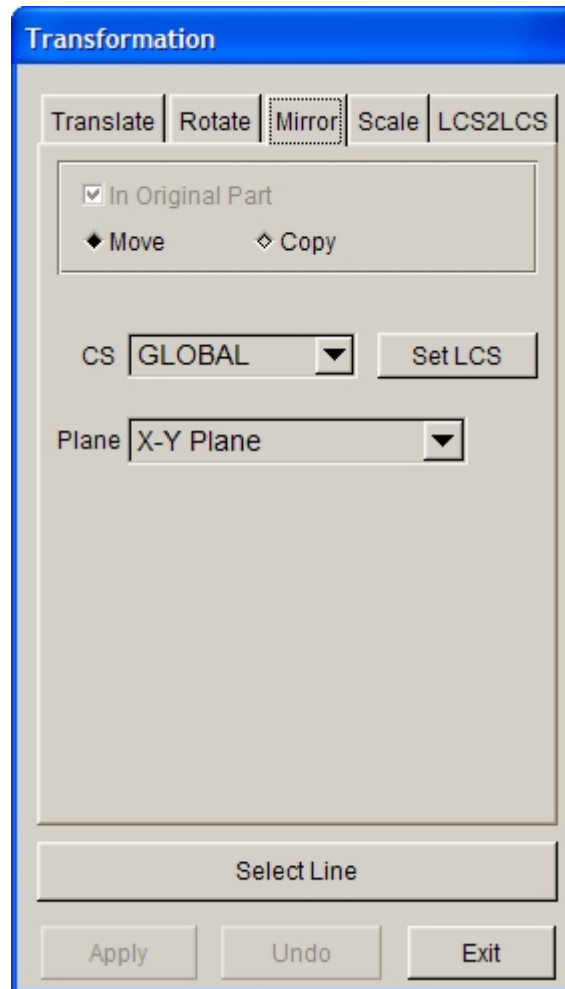 Transformation
Translate Rotate Mirror Scale LCS2LCS
In Original Part
Move Copy
CS GLOBAL Set LCS
Plane X-Y Plane
Select Line
Apply Undo Exit